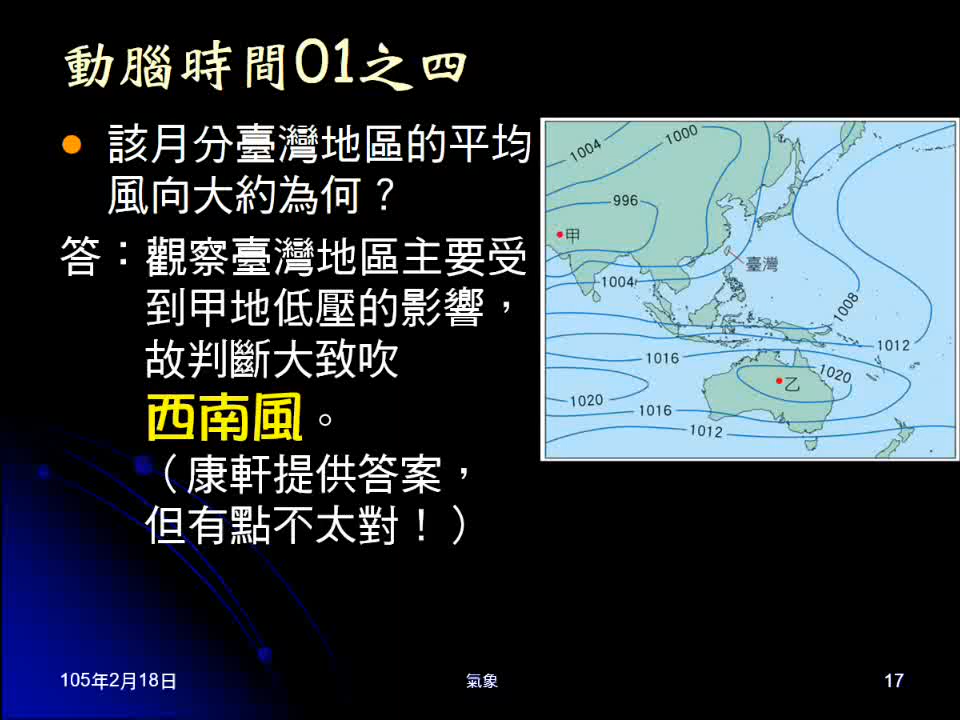 動腦時間01之四
● 該月分臺灣地區的平均
風向大約為何？
答：觀察臺灣地區主要受
到甲地低壓的影響，
故判斷大致吹
西南風。
（康軒提供答案，
但有點不太對！）
1004
1000
996
甲
臺灣
1004
1008
1012
1016
1020
乙
1020
1016
1012
105年2月18日
氣象
17